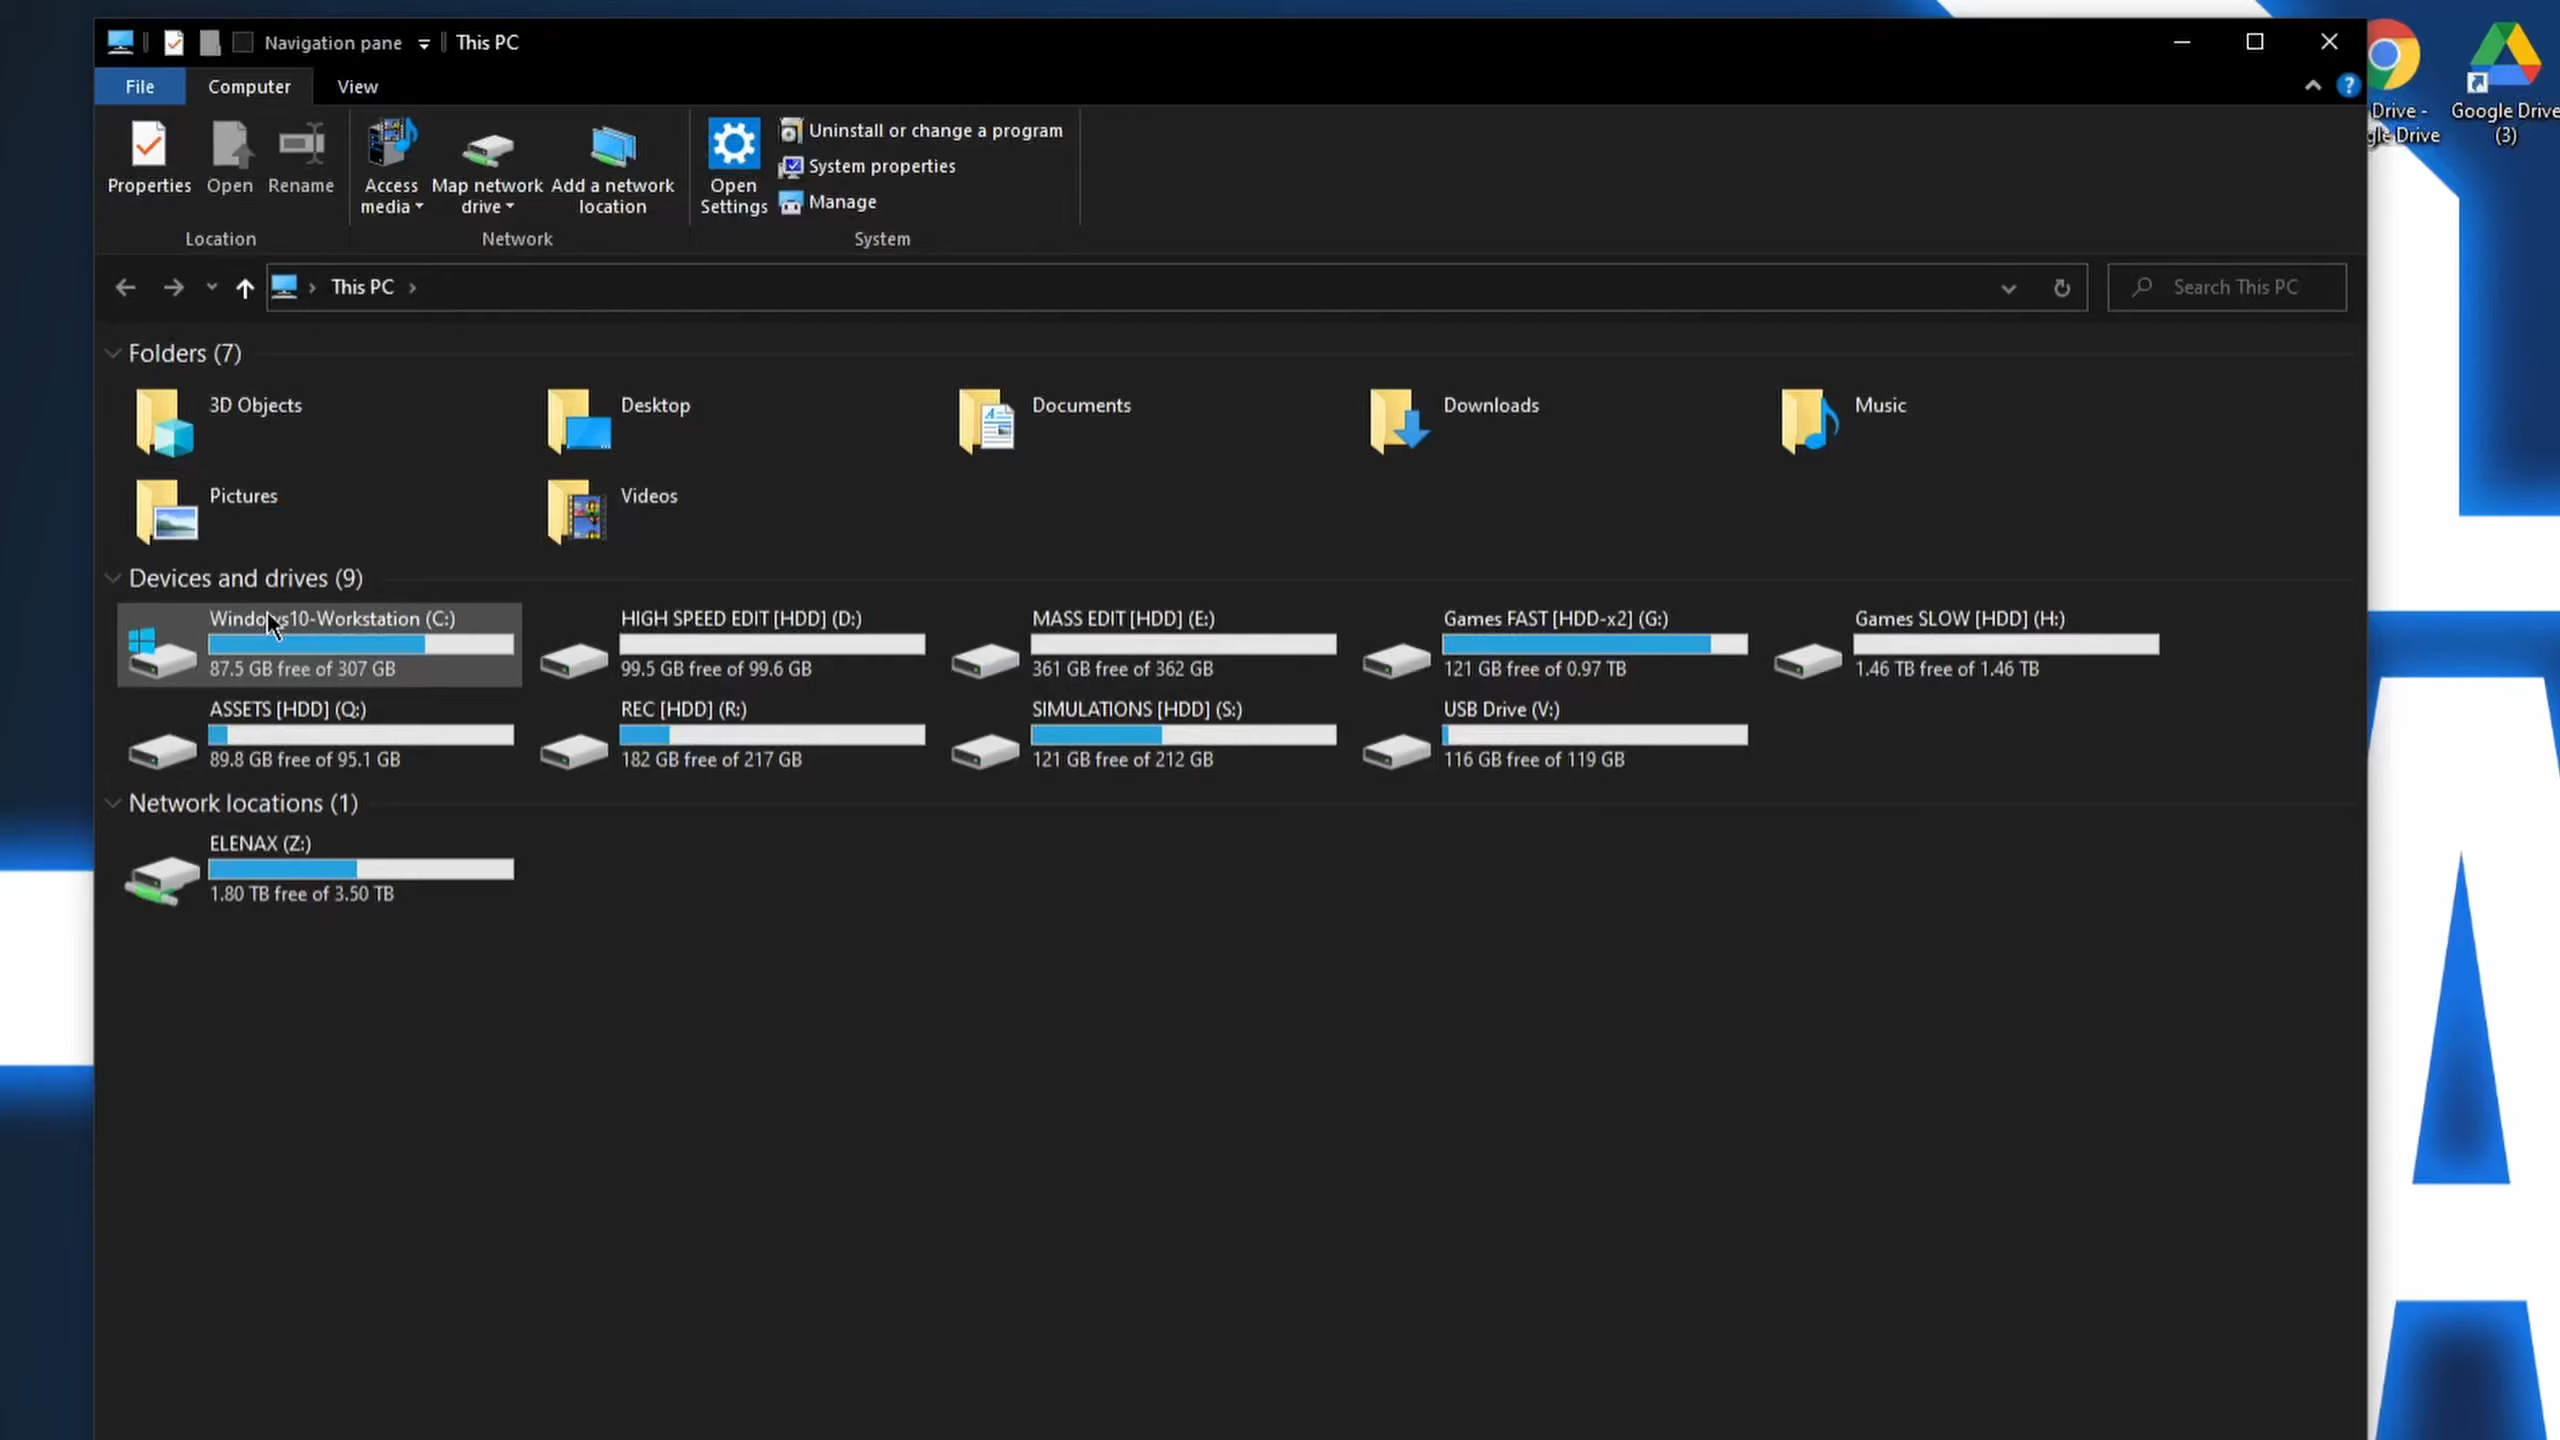 Navigation pane
This PC
File
Computer
View
Properties
Open
Rename
Access
media
Map network
drive
Add a network
location
Open
Settings
Uninstall or change a program
System properties
Manage
Location
Network
System
This PC
Search This PC
Folders (7)
3D Objects
Desktop
Documents
Downloads
Music
Pictures
Videos
Devices and drives (9)
Windows10-Workstation (C:)
87.5 GB free of 307 GB
HIGH SPEED EDIT [HDD] (D:)
99.5 GB free of 99.6 GB
MASS EDIT [HDD] (E:)
361 GB free of 362 GB
Games FAST [HDD-x2] (G:)
121 GB free of 0.97 TB
Games SLOW [HDD] (H:)
1.46 TB free of 1.46 TB
ASSETS [HDD] (Q:)
89.8 GB free of 95.1 GB
REC [HDD] (R:)
182 GB free of 217 GB
SIMULATIONS [HDD] (S:)
121 GB free of 212 GB
USB Drive (V:)
116 GB free of 119 GB
Network locations (1)
ELENAX (Z:)
1.80 TB free of 3.50 TB
Drive -
gle Drive
Google Drive
(3)